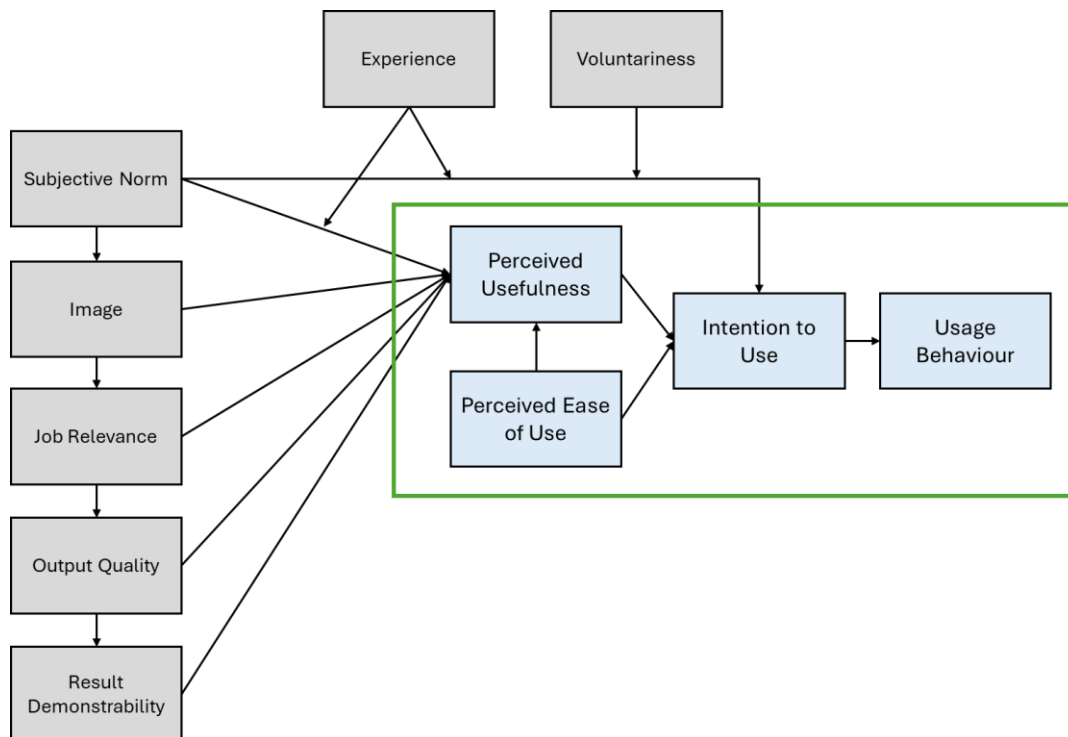 Experience
Voluntariness
Subjective Norm
Image
Job Relevance
Output Quality
Result
Demonstrability
Perceived
Usefulness
Perceived Ease
of Use
Intention to
Use
Usage
Behaviour